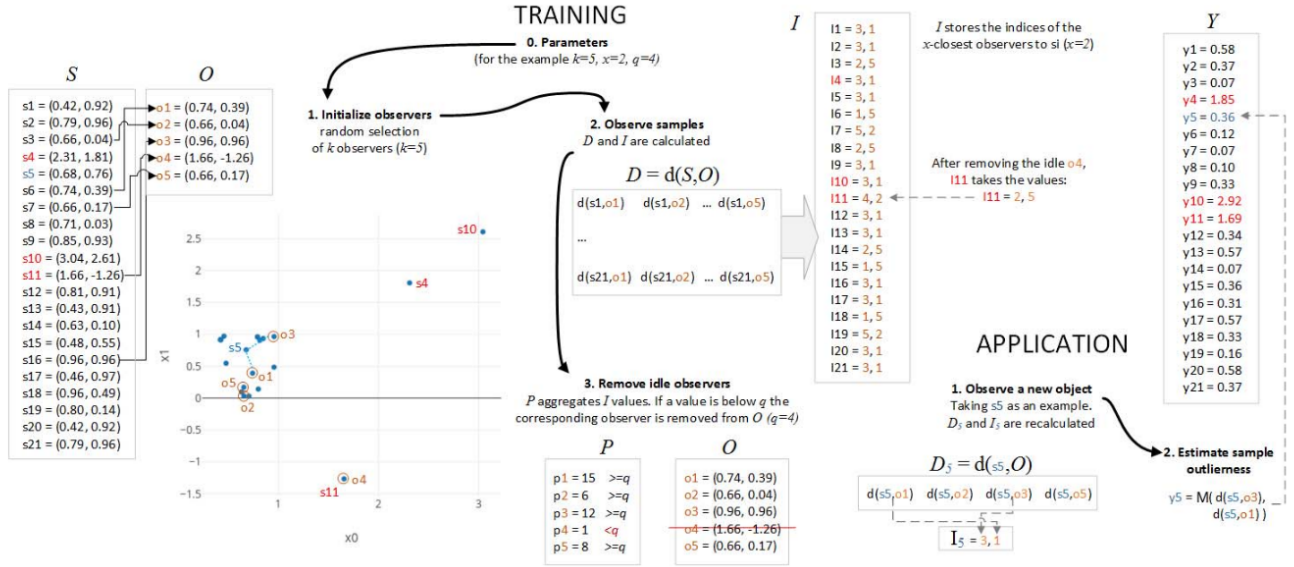 TRAINING
0. Parameters
(for the example k=5, x=2, q=4)
S
s1 = (0.42, 0.92)
s2 = (0.79, 0.96)
s3 = (0.66, 0.04)
s4 = (2.31, 1.81)
s5 = (0.68, 0.76)
s6 = (0.74, 0.39)
s7 = (0.66, 0.17)
s8 = (0.71, 0.03)
s9 = (0.85, 0.93)
s10 = (3.04, 2.61)
s11 = (1.66, -1.26)
s12 = (0.81, 0.91)
s13 = (0.43, 0.91)
s14 = (0.63, 0.10)
s15 = (0.48, 0.55)
s16 = (0.96, 0.96)
s17 = (0.46, 0.97)
s18 = (0.96, 0.49)
s19 = (0.80, 0.14)
s20 = (0.42, 0.92)
s21 = (0.79, 0.96)
O
o1 = (0.74, 0.39)
o2 = (0.66, 0.04)
o3 = (0.96, 0.96)
o4 = (1.66, -1.26)
o5 = (0.66, 0.17)
1. Initialize observers
random selection
of k observers (k=5)
2. Observe samples
D and I are calculated
D = d(S,O)
d(s1,o1) d(s1,o2) ... d(s1,o5)
...
d(s21,o1) d(s21,o2) ... d(s21,o5)
x1
2.5
2
1.5
1
0.5
0
−0.5
−1
−1.5
1
2
3
x0
s10
s4
o3
s5
o1
o5
o2
o4
s11
3. Remove idle observers
P aggregates I values. If a value is below q the
corresponding observer is removed from O (q=4)
P
p1 = 15 >=q
p2 = 6 >=q
p3 = 12 >=q
p4 = 1 <q
p5 = 8 >=q
O
o1 = (0.74, 0.39)
o2 = (0.66, 0.04)
o3 = (0.96, 0.96)
o4 = (1.66, -1.26)
o5 = (0.66, 0.17)
I
I1 = 3, 1
I2 = 3, 1
I3 = 2, 5
I4 = 3, 1
I5 = 3, 1
I6 = 1, 5
I7 = 5, 2
I8 = 2, 5
I9 = 3, 1
I10 = 3, 1
I11 = 4, 2
I12 = 3, 1
I13 = 3, 1
I14 = 2, 5
I15 = 1, 5
I16 = 3, 1
I17 = 3, 1
I18 = 1, 5
I19 = 5, 2
I20 = 3, 1
I21 = 3, 1
I stores the indices of the
x-closest observers to si (x=2)
After removing the idle o4,
I11 takes the values:
I11 = 2, 5
Y
y1 = 0.58
y2 = 0.37
y3 = 0.07
y4 = 1.85
y5 = 0.36
y6 = 0.12
y7 = 0.07
y8 = 0.10
y9 = 0.33
y10 = 2.92
y11 = 1.69
y12 = 0.34
y13 = 0.57
y14 = 0.07
y15 = 0.36
y16 = 0.31
y17 = 0.57
y18 = 0.33
y19 = 0.16
y20 = 0.58
y21 = 0.37
APPLICATION
1. Observe a new object
Taking s5 as an example.
D5 and I5 are recalculated
D5 = d(s5,O)
d(s5,o1) d(s5,o2) d(s5,o3) d(s5,o5)
I5 = 3, 1
2. Estimate sample
outlierness
y5 = M( d(s5,o3),
d(s5,o1) )